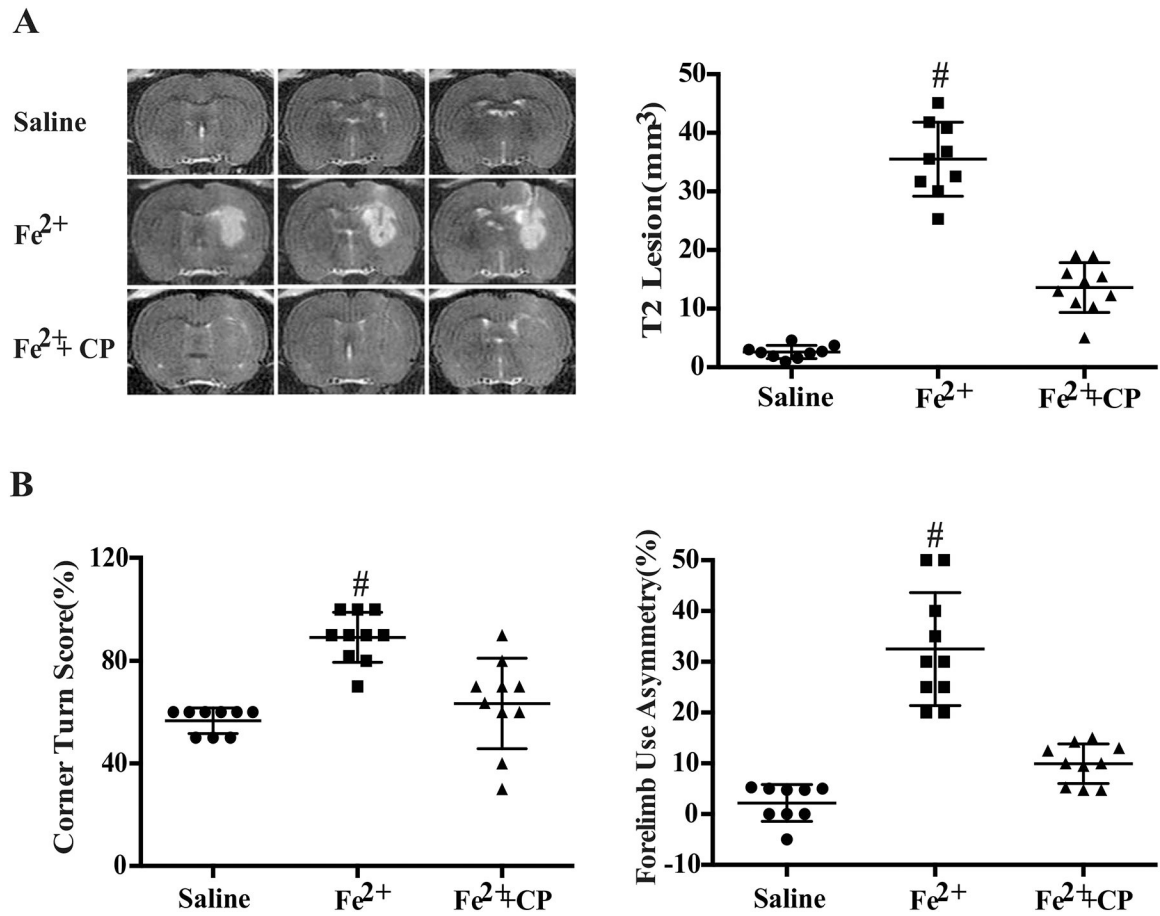 A
Saline
Fe2+
Fe2++ CP
T2 Lesion(mm3)
50
40
30
20
10
0
#
Saline
Fe2+
Fe2++CP
B
Corner Turn Score(%)
120
80
40
0
#
Saline
Fe2+
Fe2++CP
Forelimb Use Asymmetry(%)
50
40
30
20
10
0
-10
#
Saline
Fe2+
Fe2++CP